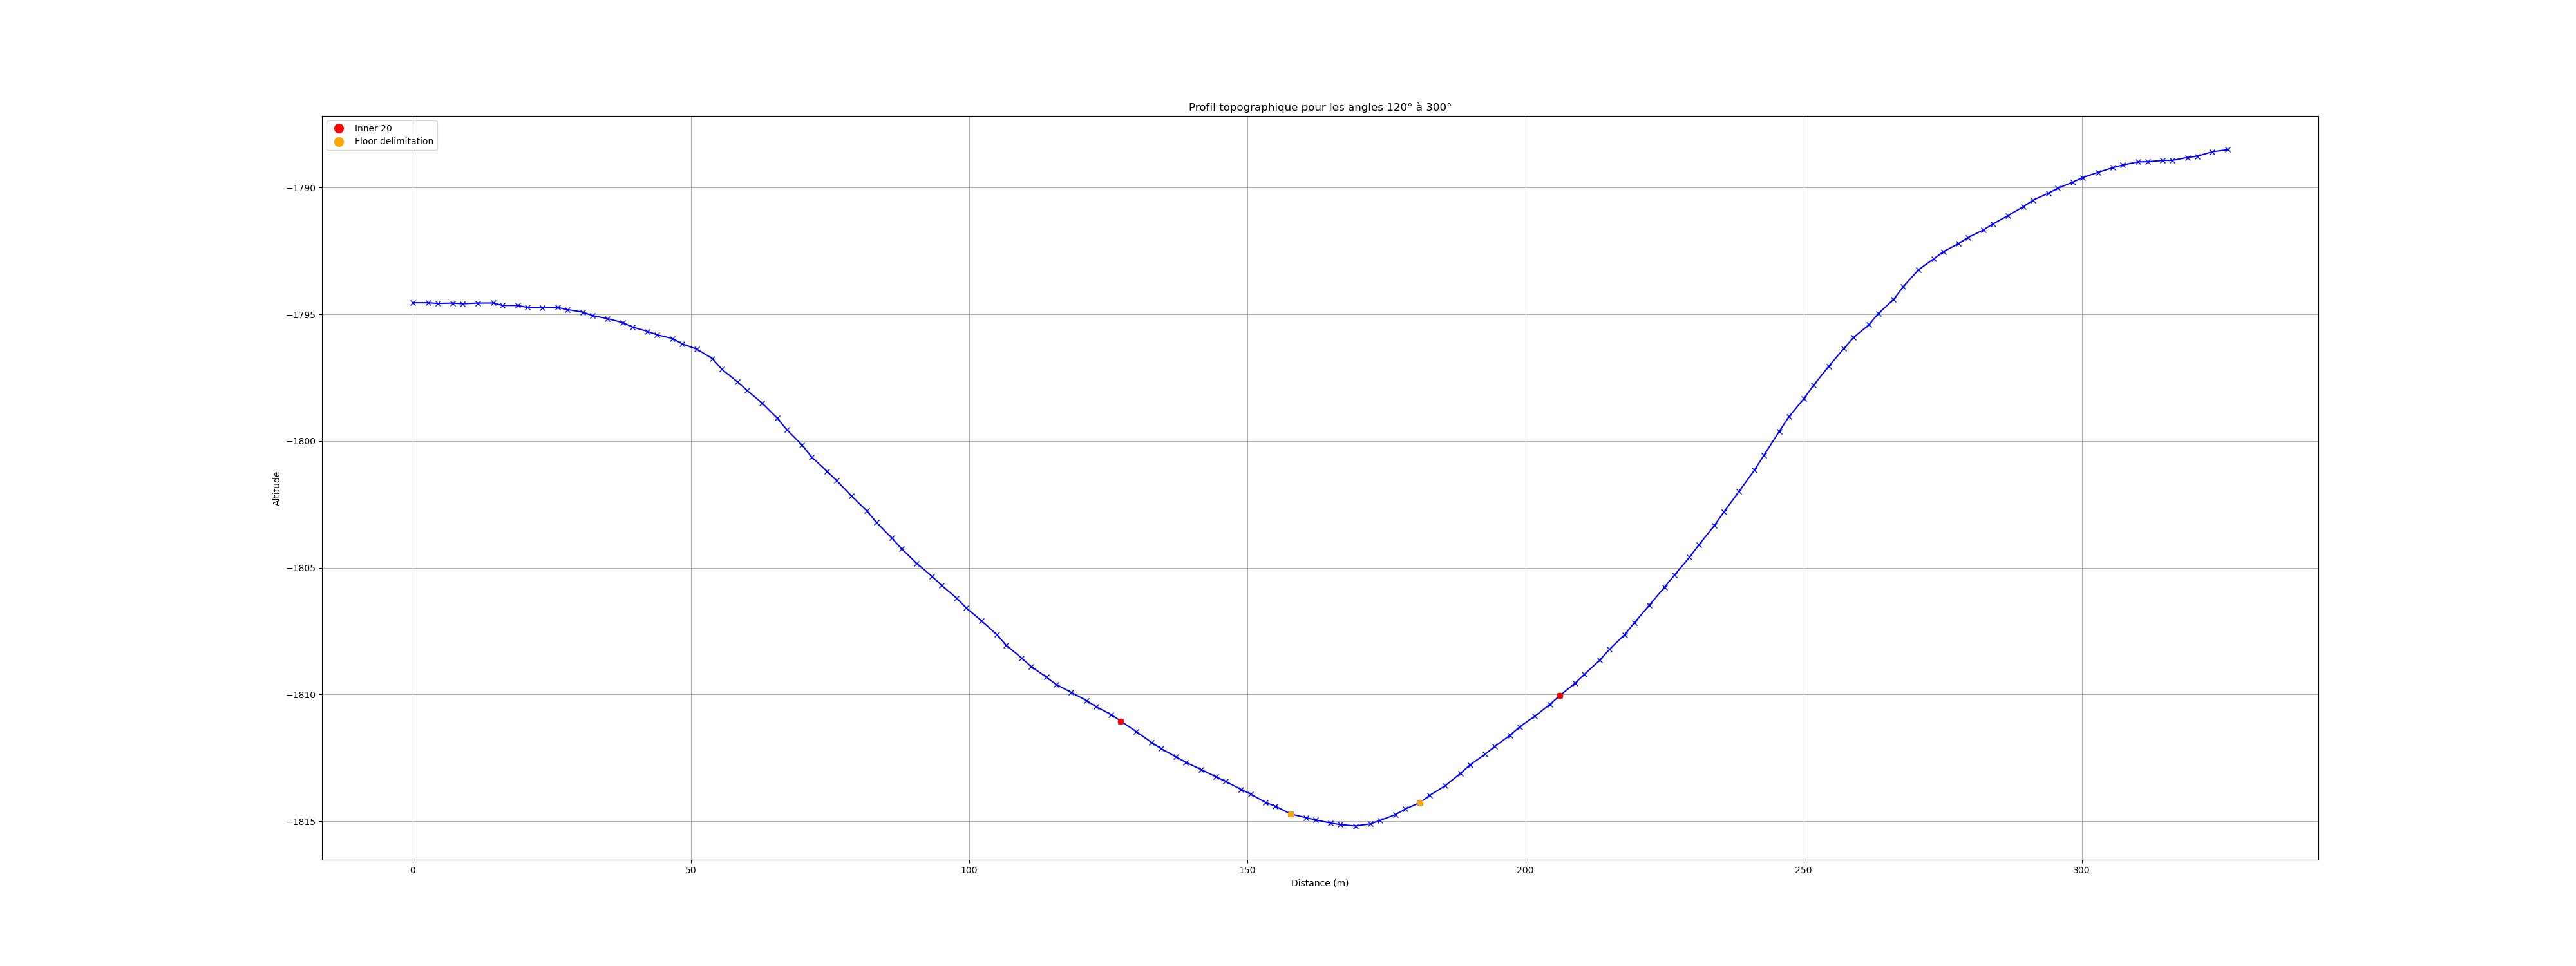 Profil topographique pour les angles 120° à 300°
Inner 20
Floor delimitation
−1790
−1795
−1800
−1805
−1810
−1815
Altitude
0 50 100 150 200 250 300
Distance (m)